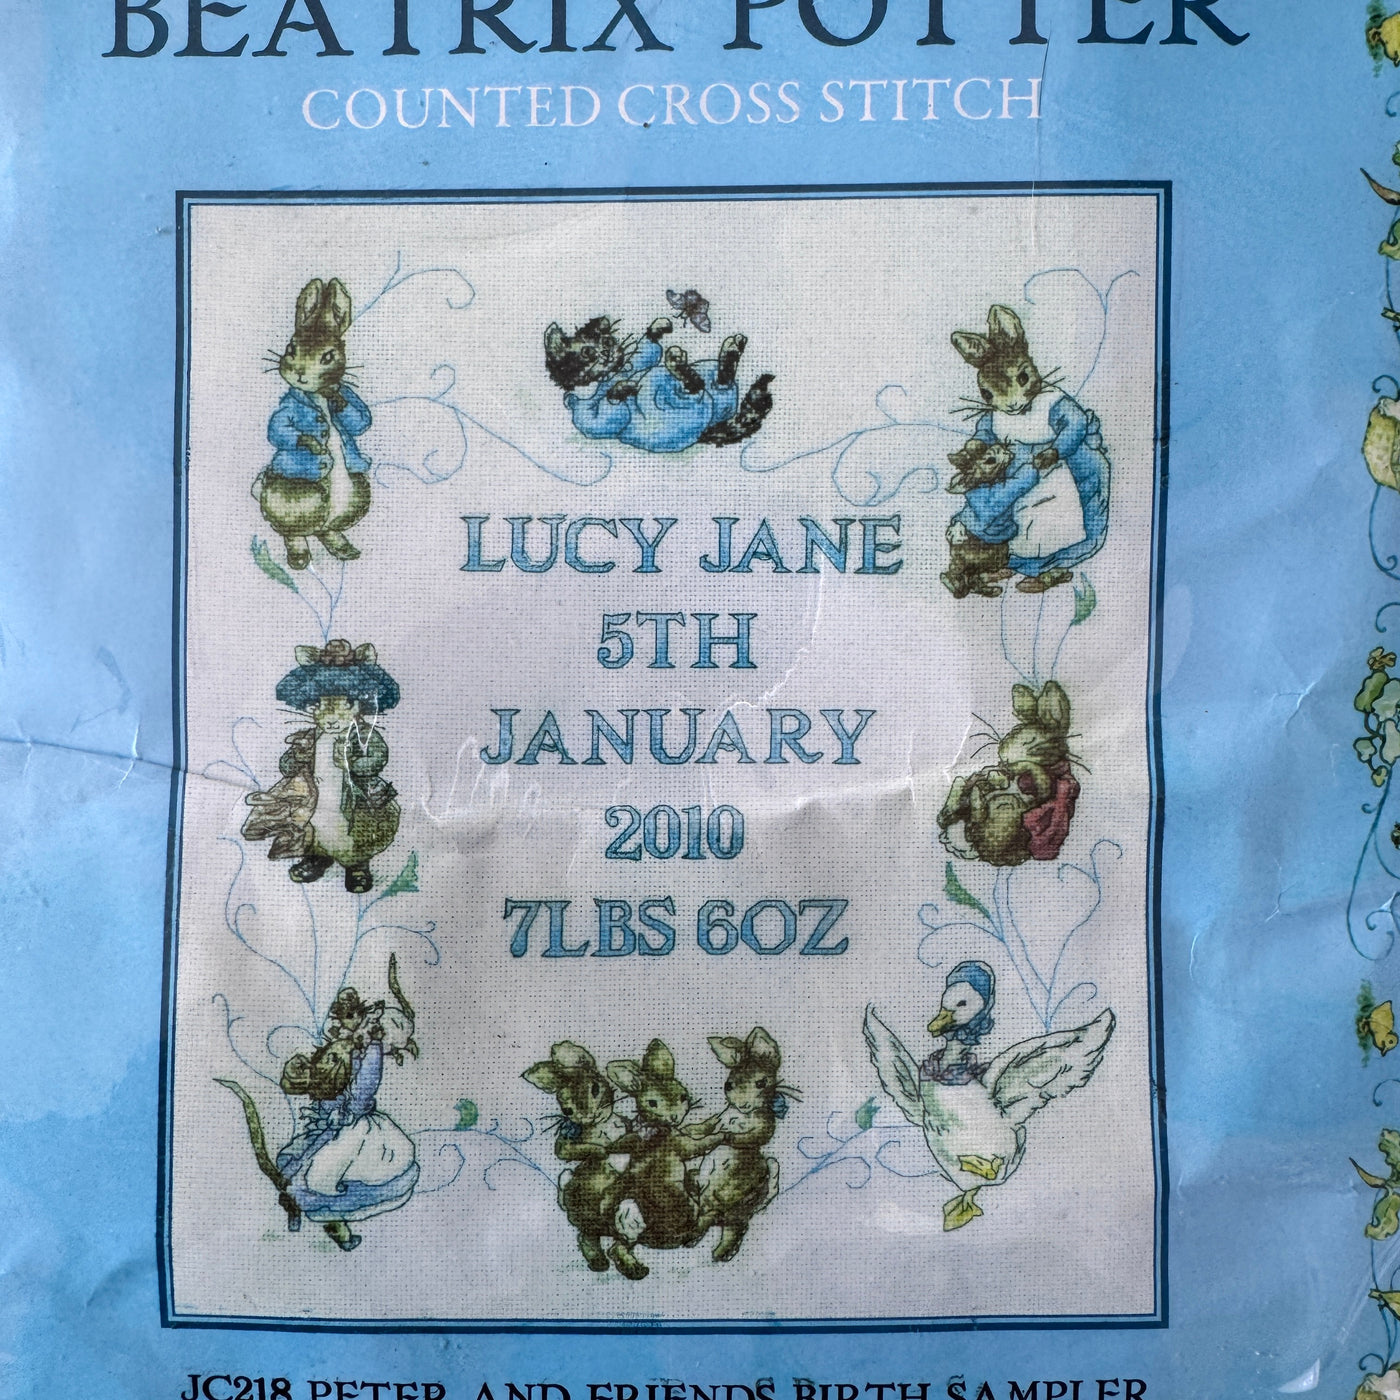 BEATRIX POTTER
COUNTED CROSS STITCH
LUCY JANE
5TH
JANUARY
2010
7LBS 6OZ
JC218 PETER AND FRIENDS BIRTH SAMPLER